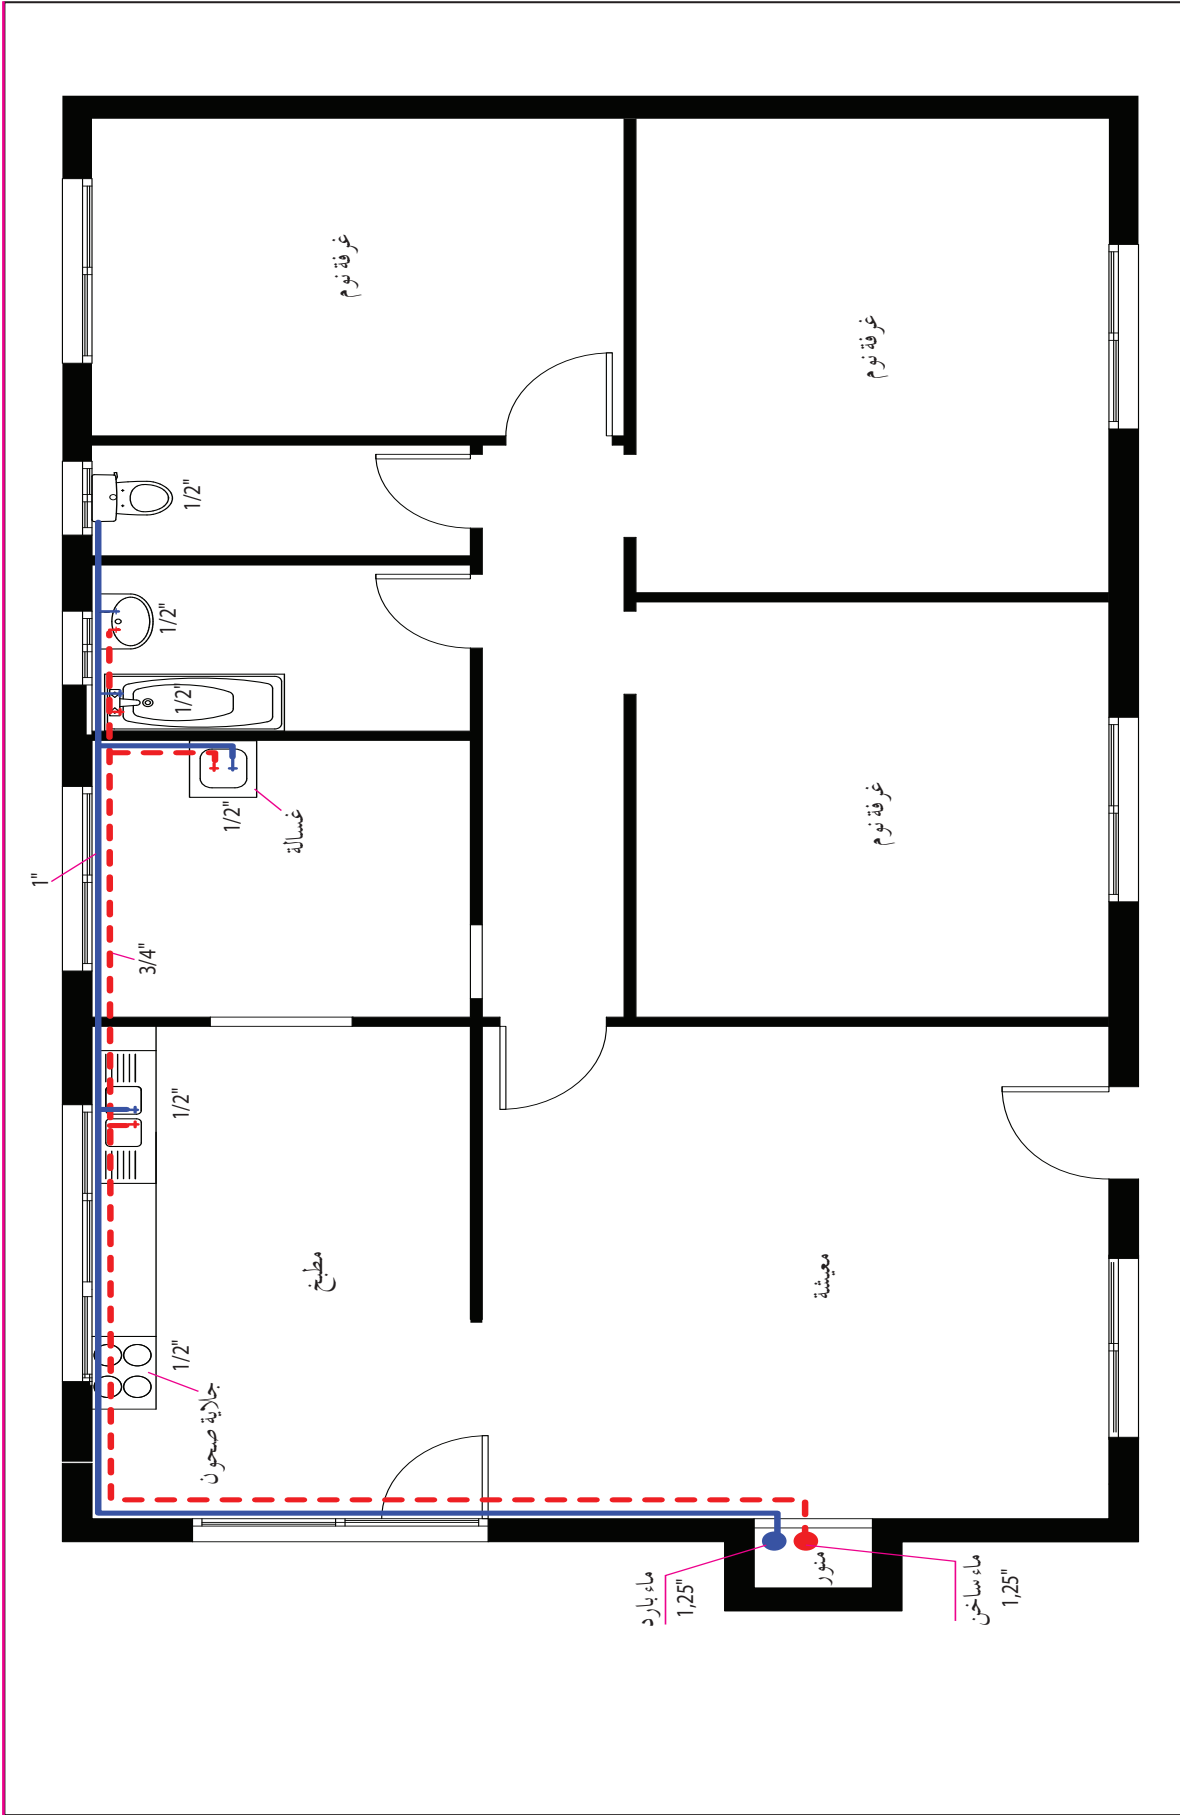 غرفة نوم
غرفة نوم
غرفة نوم
1/2"
1/2"
1/2"
1/2"
غسالة
1"
3/4"
1/2"
مطبخ
معيشة
1/2"
جلاية صحون
منور
ماء بارد
1,25"
ماء ساخن
1,25"